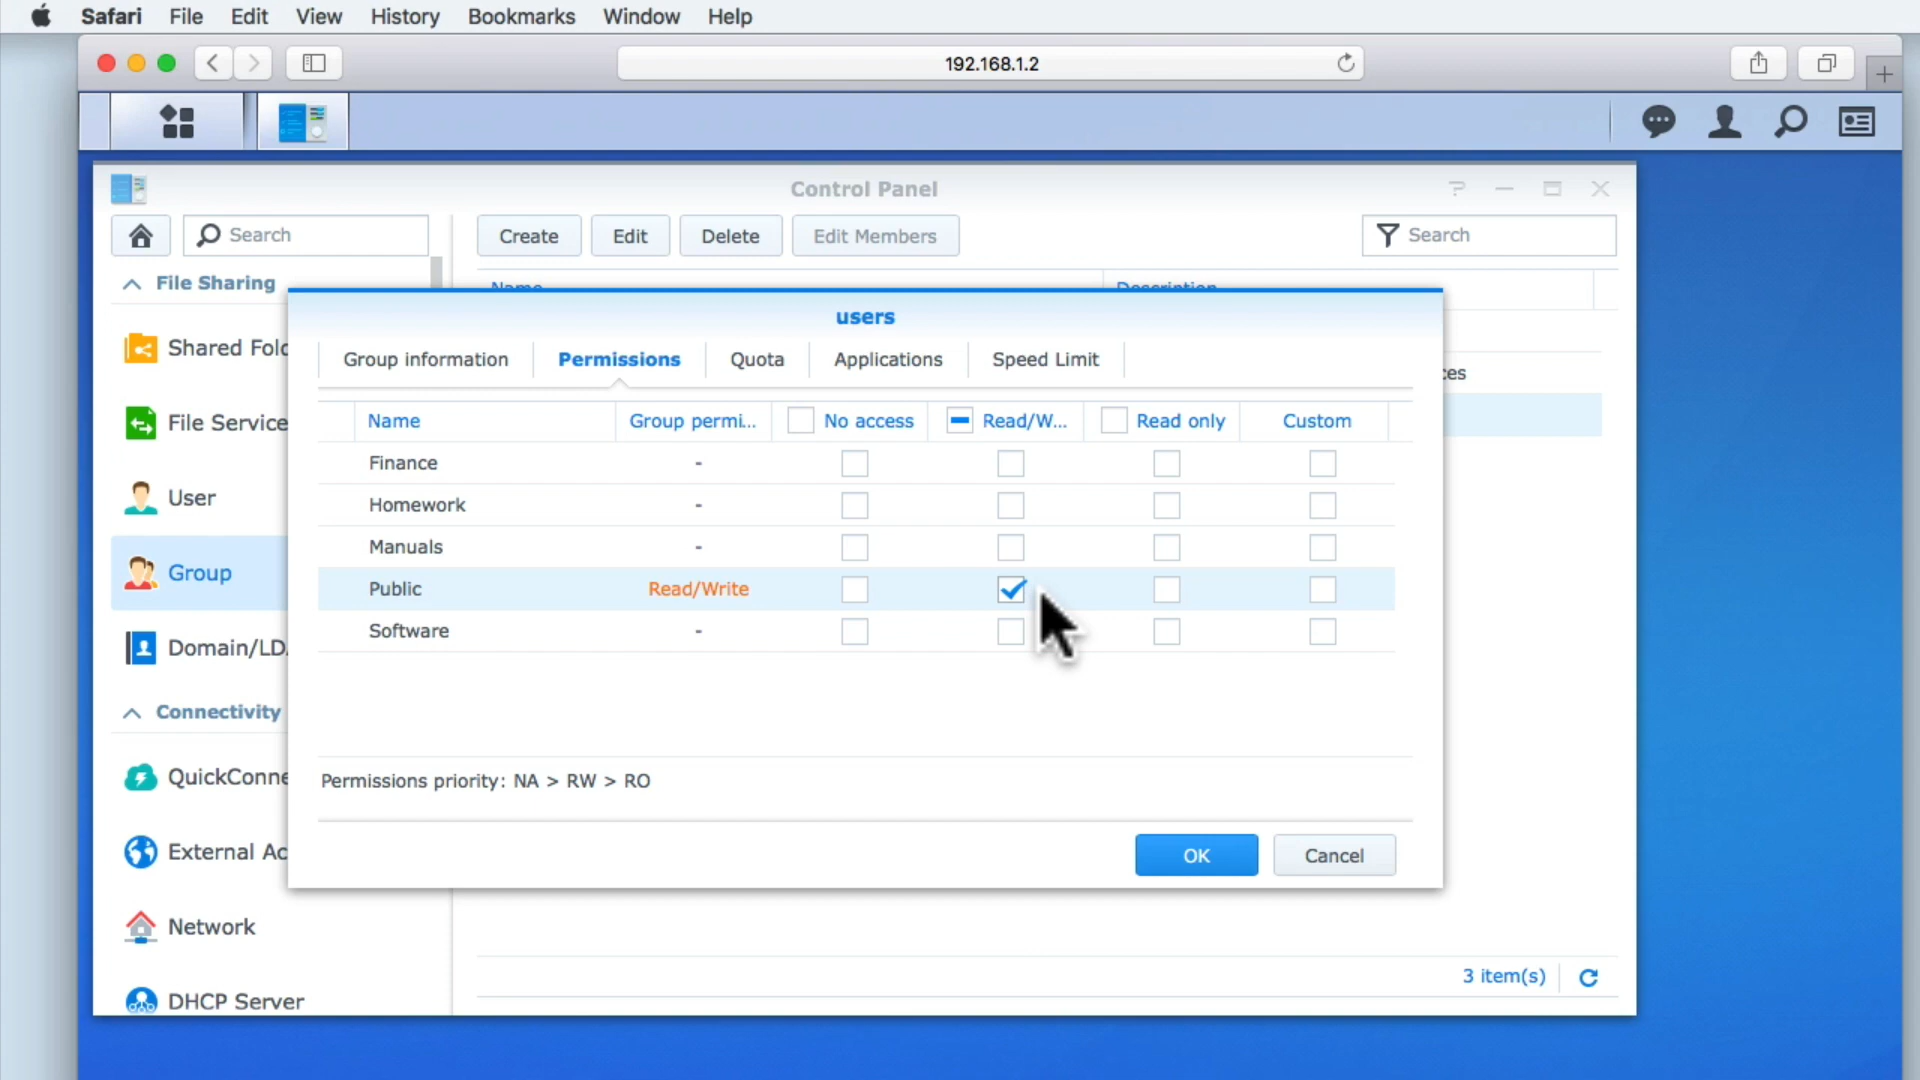 Safari File Edit View History Bookmarks Window Help
192.168.1.2
Control Panel
Search
Create Edit Delete Edit Members
Search
File Sharing
Name Description
Shared Fold
File Service
User
Group
Domain/LD
Connectivity
QuickConne
External Ac
Network
DHCP Server
ces
users
Group information Permissions Quota Applications Speed Limit
Name Group permi... No access Read/W... Read only Custom
Finance -
Homework -
Manuals -
Public Read/Write
Software -
Permissions priority: NA > RW > RO
OK Cancel
3 item(s)